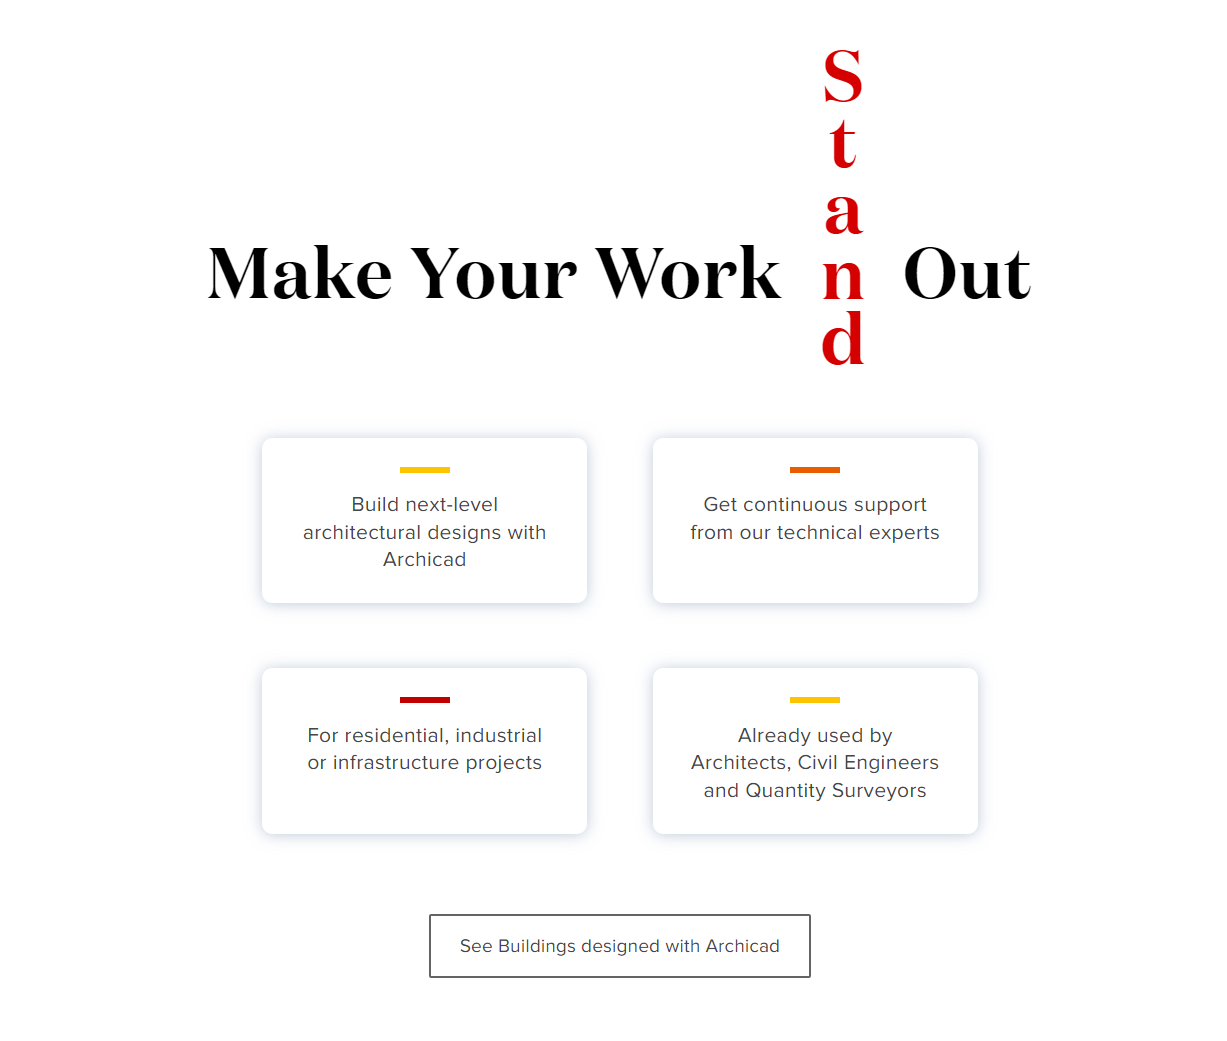 Make Your Work Stand Out
Build next-level
architectural designs with
Archicad
Get continuous support
from our technical experts
For residential, industrial
or infrastructure projects
Already used by
Architects, Civil Engineers
and Quantity Surveyors
See Buildings designed with Archicad